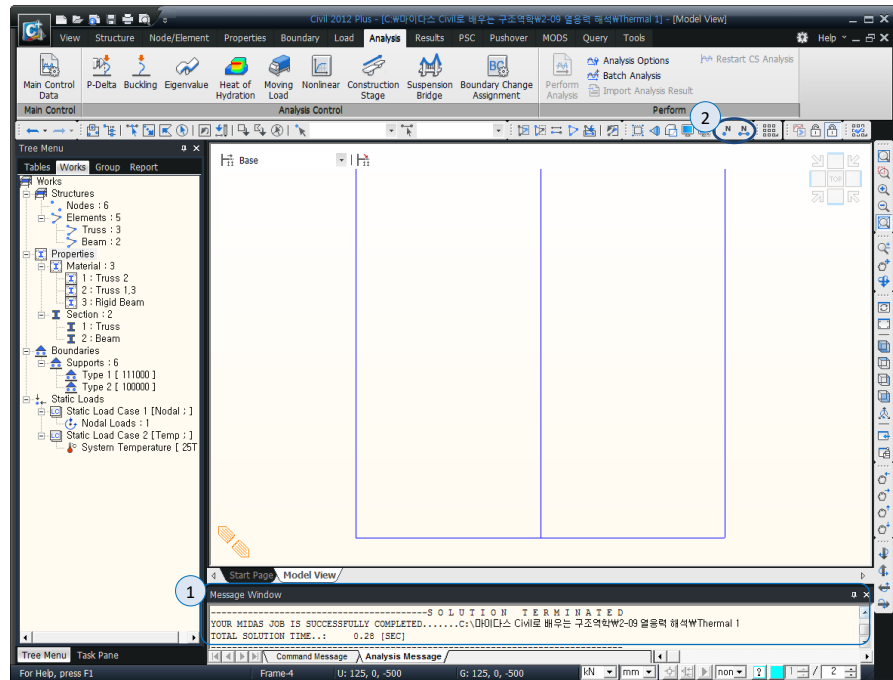 Civil 2012 Plus - [C:₩마이다스 Civil로 배우는 구조역학₩2-09 열응력 해석₩Thermal 1] - [Model View]
View Structure Node/Element Properties Boundary Load Analysis Results PSC Pushover MODS Query Tools Help
Main Control Data P-Delta Buckling Eigenvalue Heat of Hydration Moving Load Nonlinear Construction Stage Suspension Bridge Boundary Change Assignment Perform Analysis
Analysis Options
Batch Analysis
Import Analysis Result
Restart CS Analysis
Main Control Analysis Control Perform
2
Tree Menu
Tables Works Group Report
Works
Structures
Nodes : 6
Elements : 5
Truss : 3
Beam : 2
Properties
Material : 3
1 : Truss 2
2 : Truss 1,3
3 : Rigid Beam
Section : 2
1 : Truss
2 : Beam
Boundaries
Supports : 6
Type 1 [ 111000 ]
Type 2 [ 100000 ]
Static Loads
Static Load Case 1 [Nodal ; ]
Nodal Loads : 1
Static Load Case 2 [Temp ; ]
System Temperature [ 25T
Base
TOP
Start Page Model View
1
Message Window
SOLUTION TERMINATED
YOUR MIDAS JOB IS SUCCESSFULLY COMPLETED.......C:\마이다스 Civil로 배우는 구조역학₩2-09 열응력 해석₩Thermal 1
TOTAL SOLUTION TIME..: 0.28 [SEC]
Command Message Analysis Message
Tree Menu Task Pane
For Help, press F1 Frame-4 U: 125, 0, -500 G: 125, 0, -500 kN mm non ? 1 / 2